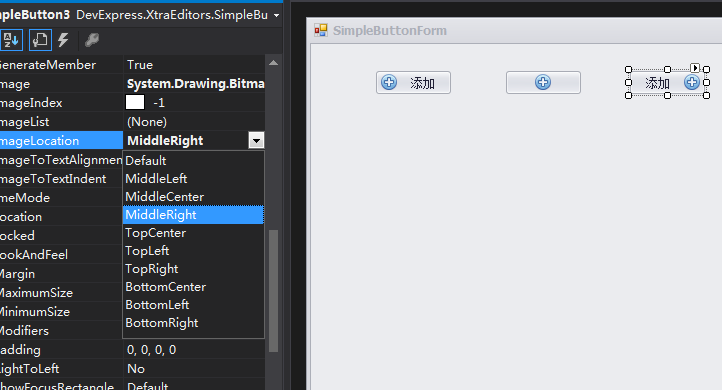 mpleButton3 DevExpress.XtraEditors.SimpleBu
GenerateMember True
mage System.Drawing.Bitma
mageIndex -1
mageList (None)
mageLocation MiddleRight
mageToTextAlignmen Default
mageToTextIndent MiddleLeft
meMode MiddleCenter
ocation MiddleRight
ocked TopCenter
ookAndFeel TopLeft
Margin TopRight
MaximumSize BottomCenter
MinimumSize BottomLeft
Modifiers BottomRight
adding 0, 0, 0, 0
ightToLeft No
howFocusRectangle Default
SimpleButtonForm
添加 添加